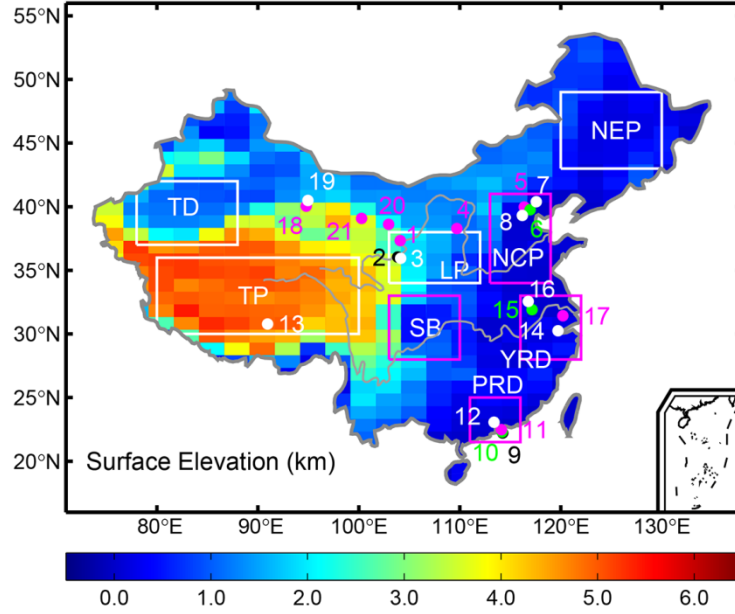 55°N
50°N
45°N
40°N
35°N
30°N
25°N
20°N
NEP
19
TD
18
21
20
1
4
5
7
8
6
2
3
LP
NCP
TP
13
SB
16
15
14
17
YRD
PRD
12
11
10
9
Surface Elevation (km)
80°E 90°E 100°E 110°E 120°E 130°E
0.0 1.0 2.0 3.0 4.0 5.0 6.0